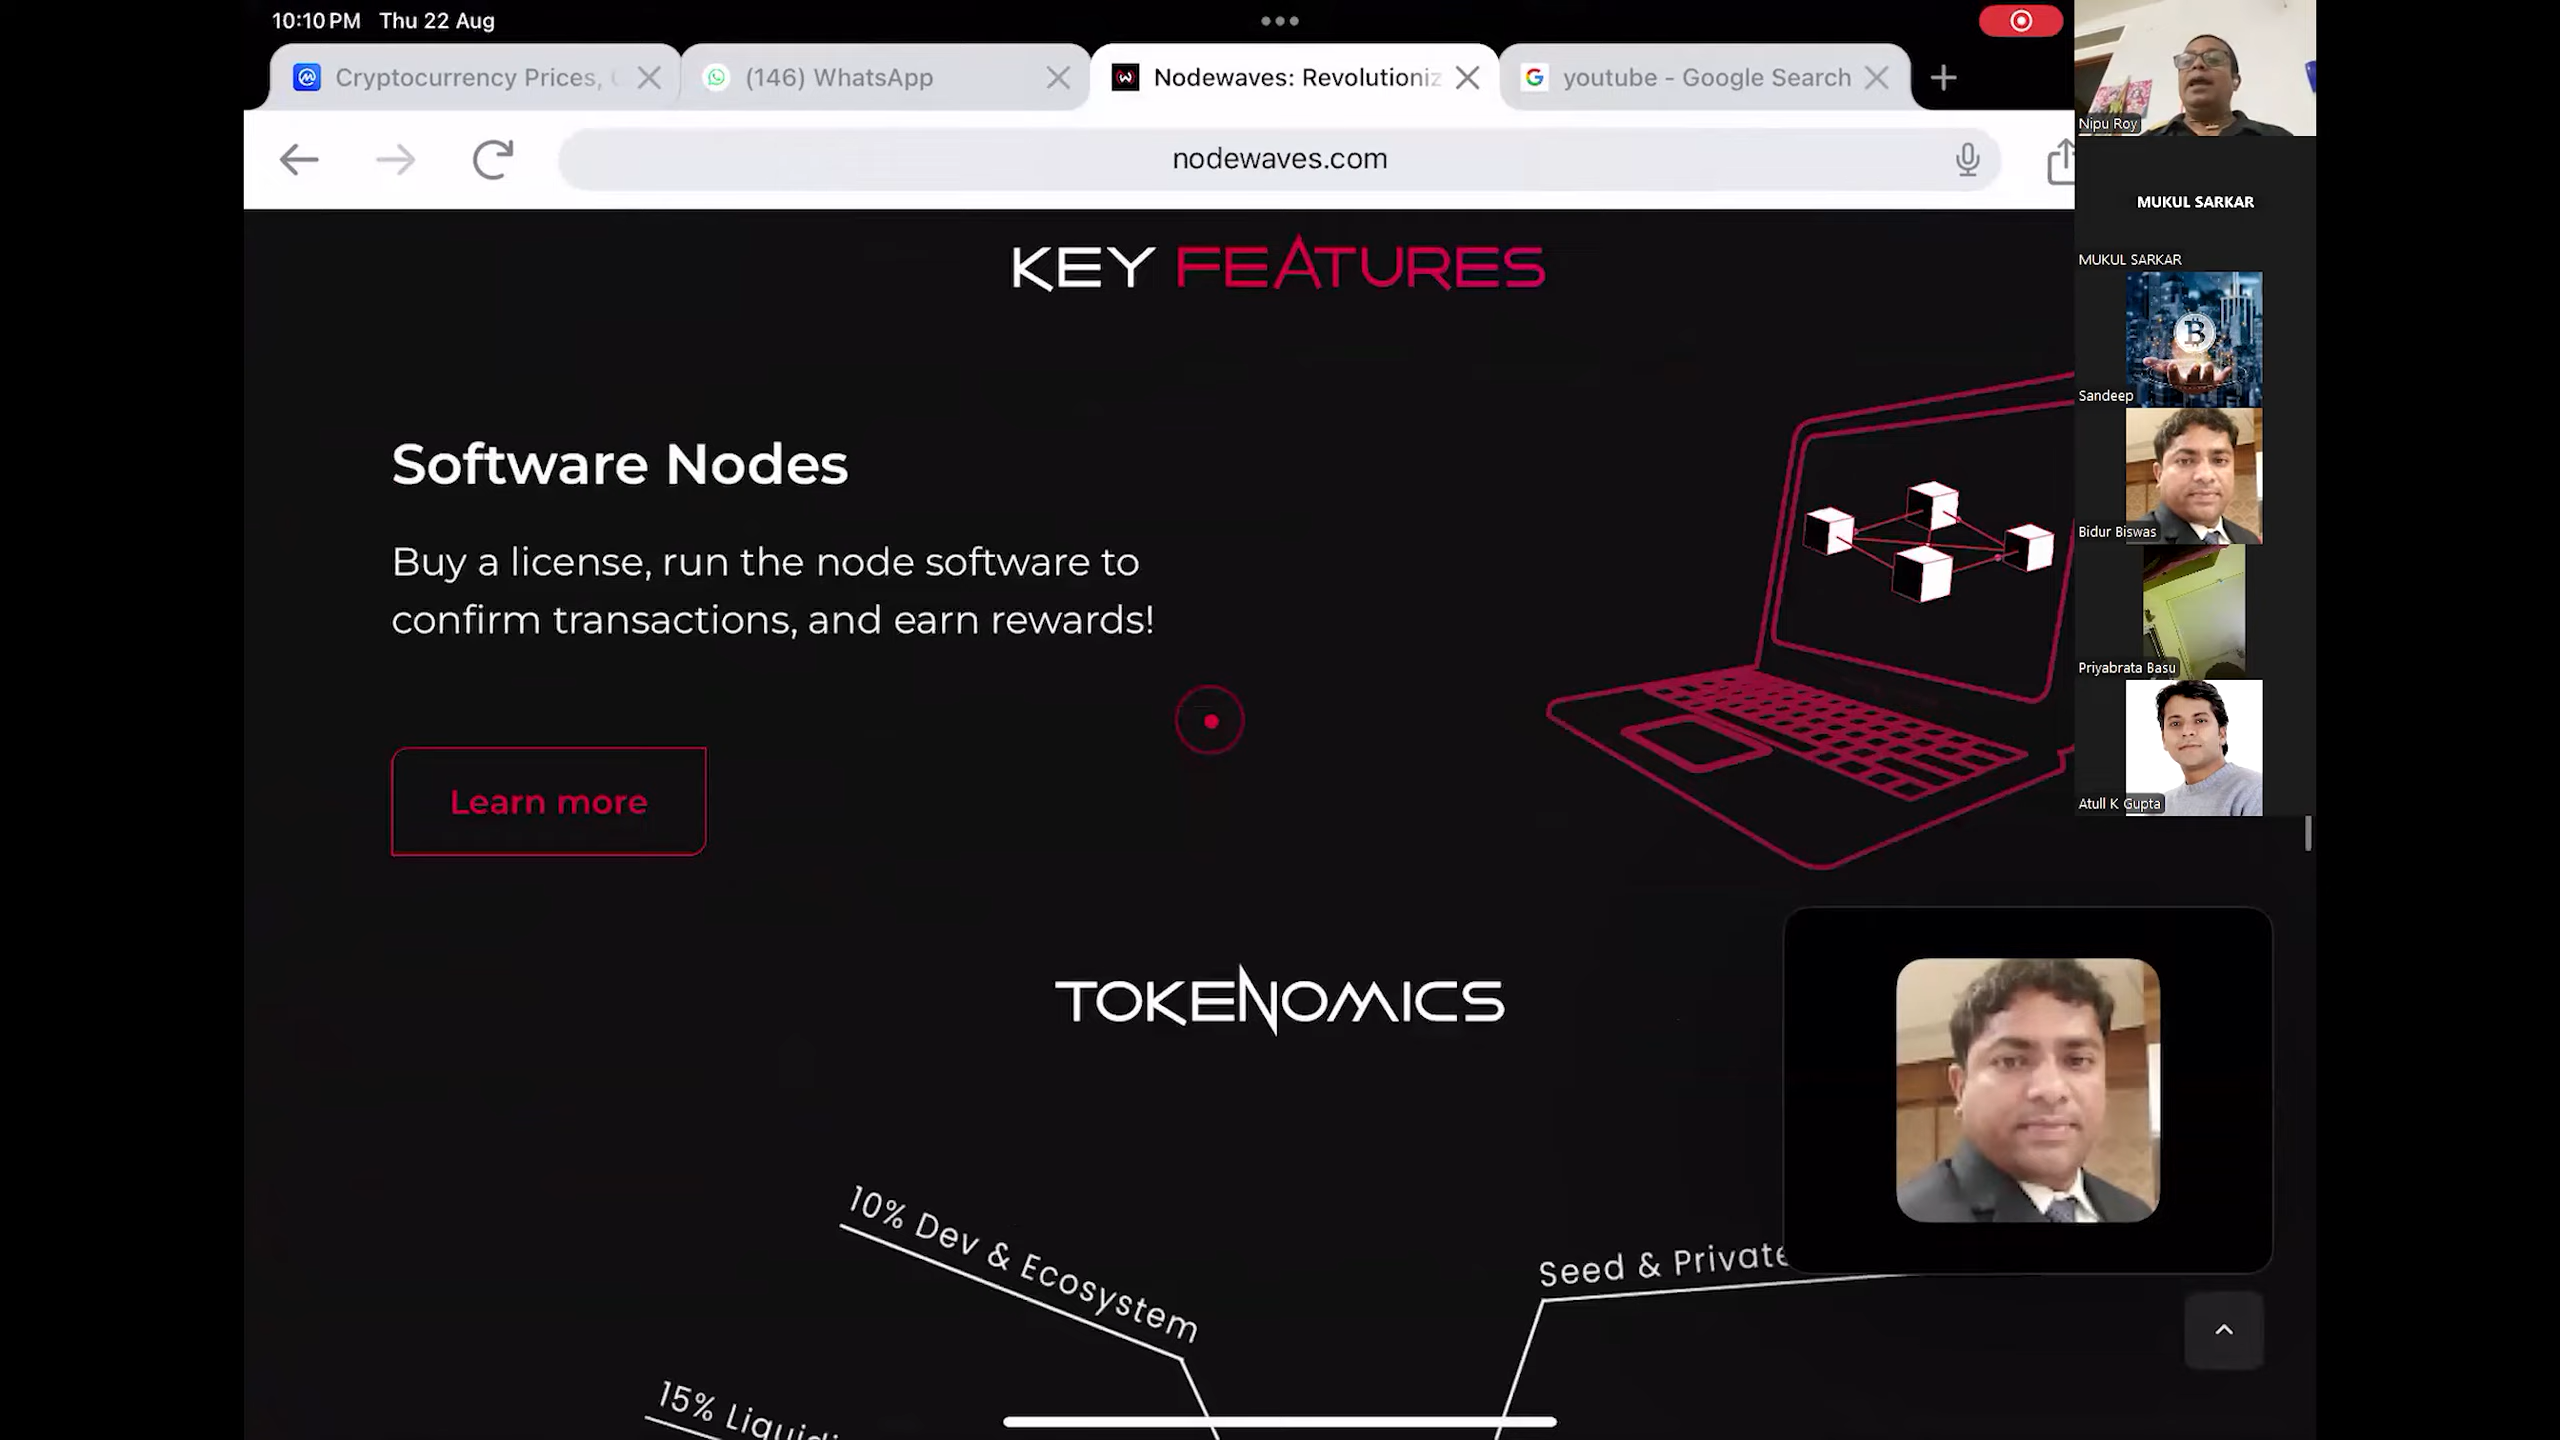 10:10 PM Thu 22 Aug
Cryptocurrency Prices,
(146) WhatsApp
Nodewaves: Revolutioniz
youtube - Google Search
nodewaves.com
KEY FEATURES
Software Nodes
Buy a license, run the node software to
confirm transactions, and earn rewards!
Learn more
TOKENOMICS
10% Dev & Ecosystem
Seed & Private
15%
Nipu Roy
MUKUL SARKAR
MUKUL SARKAR
Sandeep
Bidur Biswas
Priyabrata Basu
Atull K Gupta